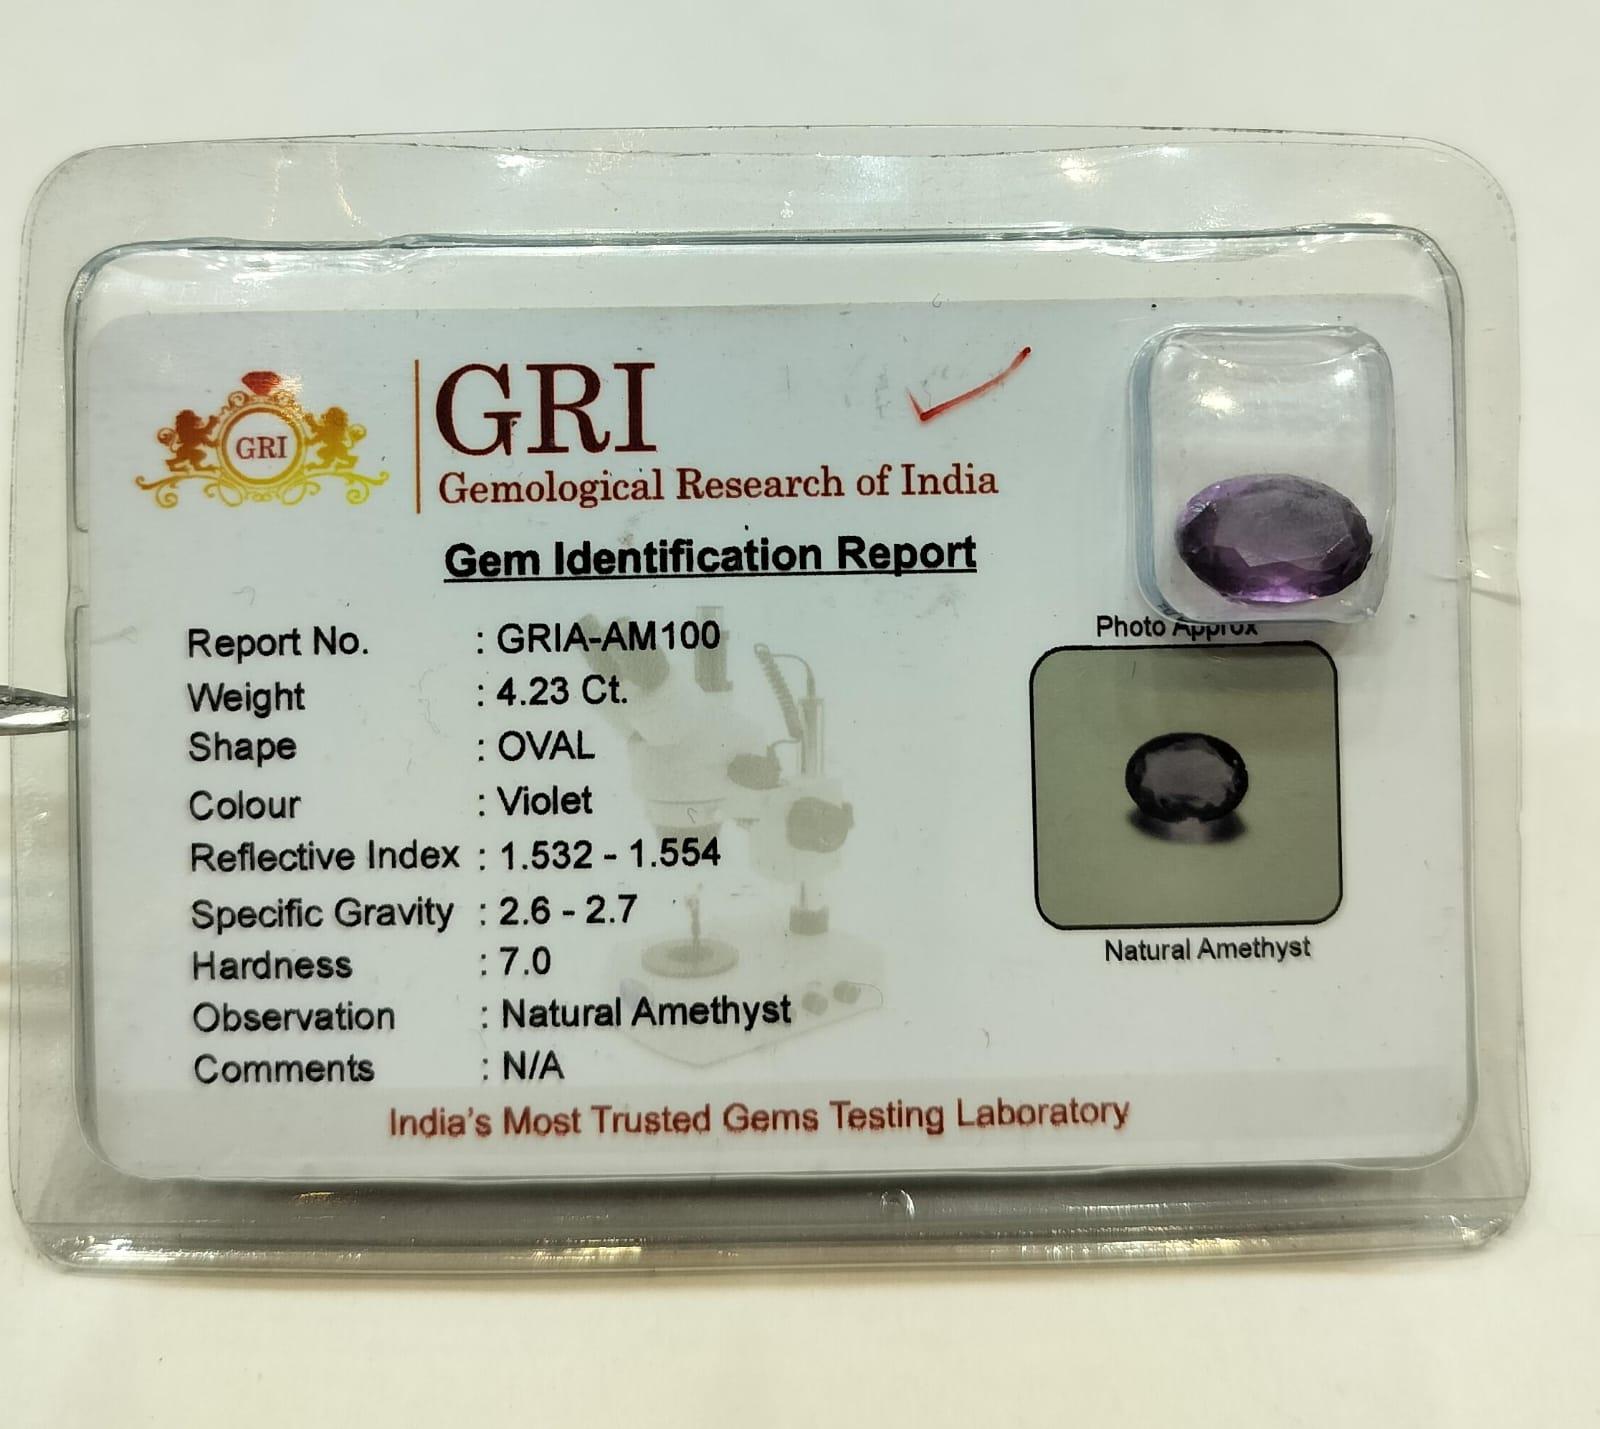 GRI
GRI
Gemological Research of India
Gem Identification Report
Report No. : GRIA-AM100
Weight : 4.23 Ct.
Shape : OVAL
Colour : Violet
Reflective Index : 1.532 - 1.554
Specific Gravity : 2.6 - 2.7
Hardness : 7.0
Observation : Natural Amethyst
Comments : N/A
Photo Approx
Natural Amethyst
India's Most Trusted Gems Testing Laboratory